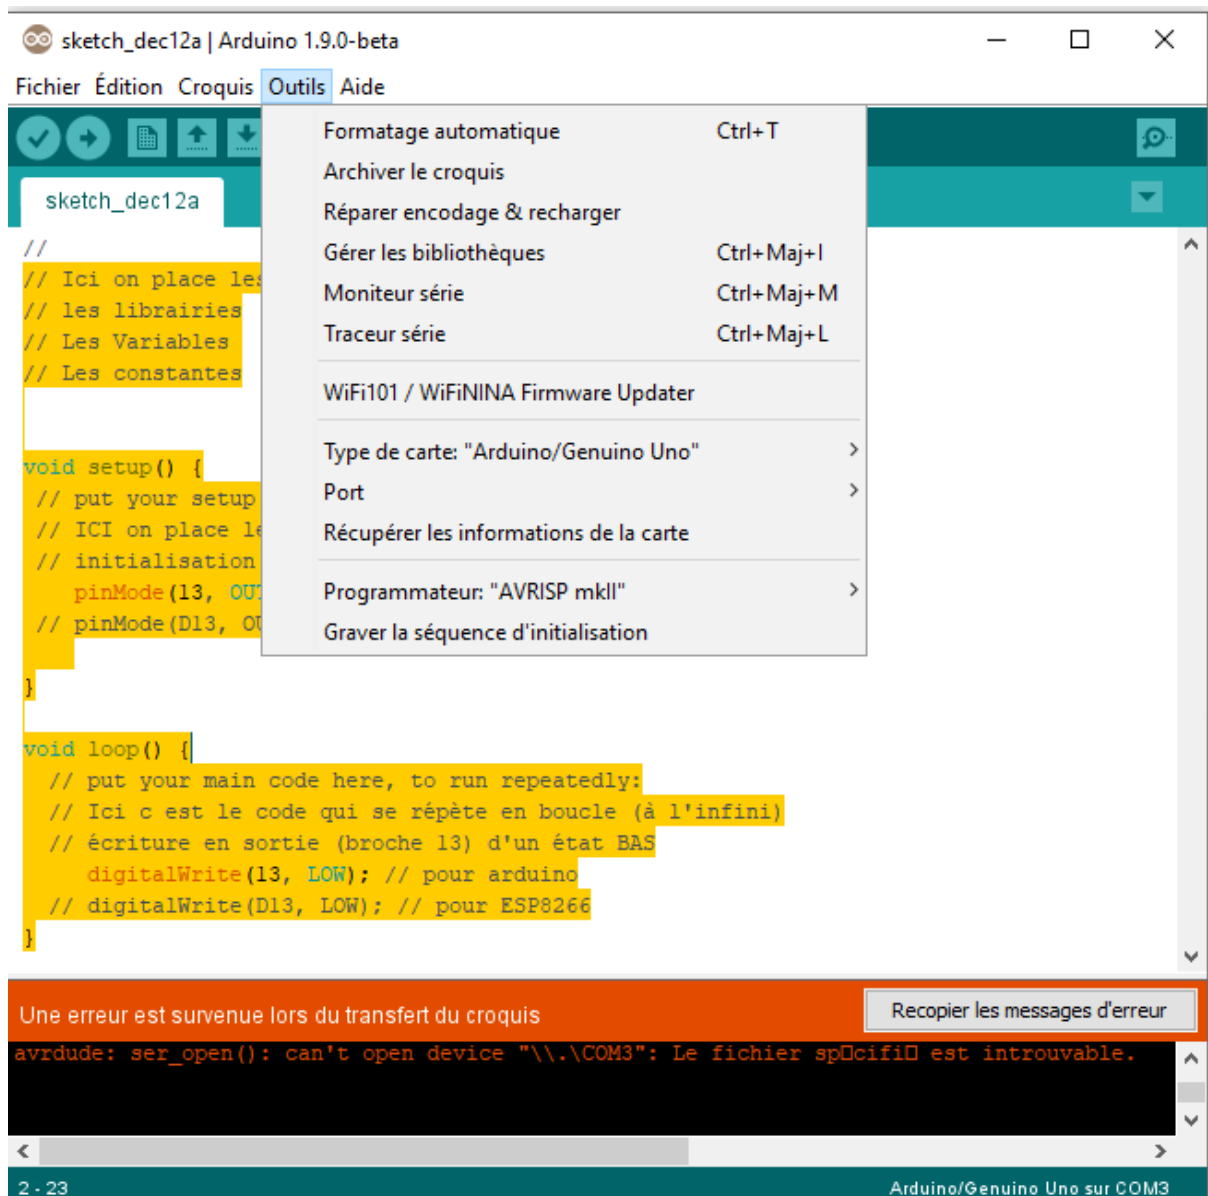 sketch_dec12a | Arduino 1.9.0-beta
Fichier Édition Croquis Outils Aide
Formatage automatique Ctrl+T
Archiver le croquis
Réparer encodage & recharger
Gérer les bibliothèques Ctrl+Maj+I
Moniteur série Ctrl+Maj+M
Traceur série Ctrl+Maj+L
WiFi101 / WiFiNINA Firmware Updater
Type de carte: "Arduino/Genuino Uno"
Port
Récupérer les informations de la carte
Programmateur: "AVRISP mkII"
Graver la séquence d'initialisation
sketch_dec12a
//
// Ici on place les
// les librairies
// Les Variables
// Les constantes
void setup() {
// put your setup
// ICI on place le
// initialisation
pinMode(13, OUT
// pinMode(D13, OU
}
void loop() {
// put your main code here, to run repeatedly:
// Ici c est le code qui se répète en boucle (à l'infini)
// écriture en sortie (broche 13) d'un état BAS
digitalWrite(13, LOW); // pour arduino
// digitalWrite(D13, LOW); // pour ESP8266
}
Une erreur est survenue lors du transfert du croquis
Recopier les messages d'erreur
avrdude: ser_open(): can't open device "\\.\COM3": Le fichier sp□cifi□ est introuvable.
2 - 23
Arduino/Genuino Uno sur COM3